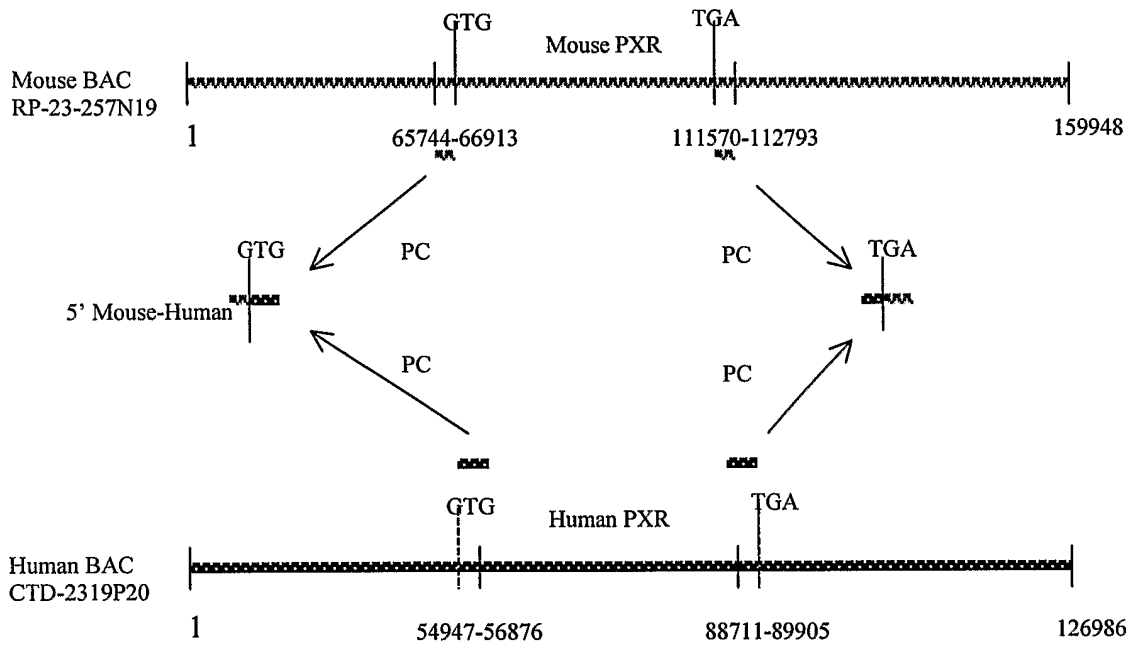 GTG
TGA
Mouse PXR
Mouse BAC
RP-23-257N19
1
65744-66913
111570-112793
159948
GTG
PC
PC
TGA
5’ Mouse-Human
PC
PC
GTG
Human PXR
TGA
Human BAC
CTD-2319P20
1
54947-56876
88711-89905
126986